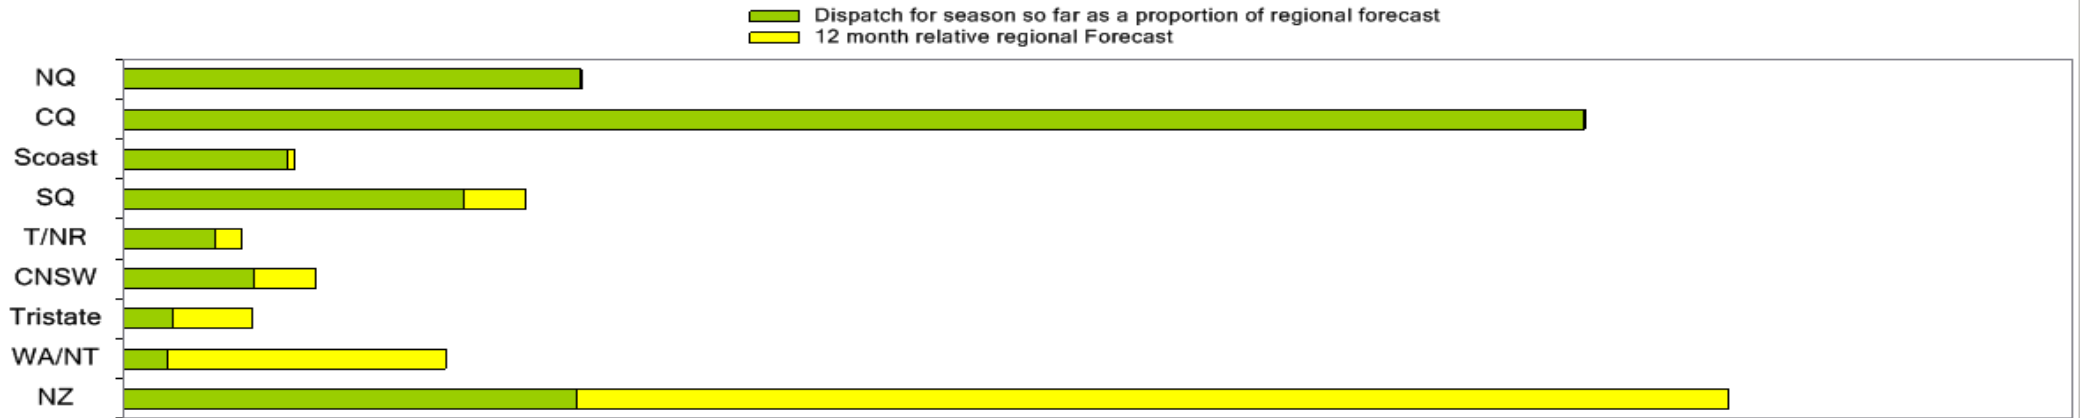 Dispatch for season so far as a proportion of regional forecast
12 month relative regional Forecast
NQ
CQ
Scoast
SQ
T/NR
CNSW
Tristate
WA/NT
NZ